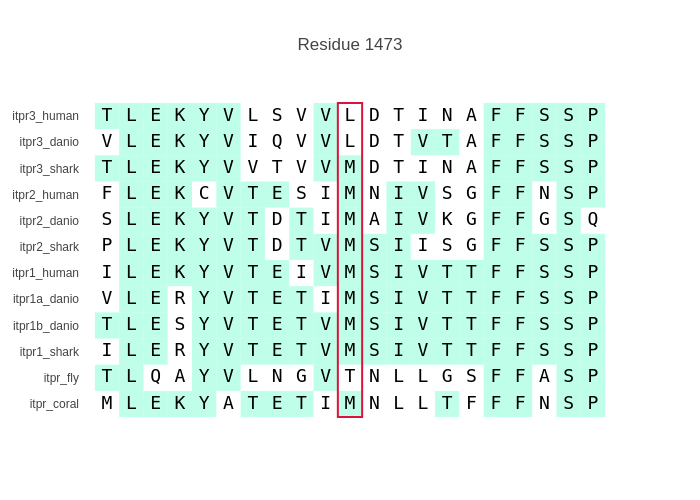 Residue 1473
itpr3_human T L E K Y V L S V V L D T I N A F F S S P
itpr3_danio V L E K Y V I Q V V L D T V T A F F S S P
itpr3_shark T L E K Y V V T V V M D T I N A F F S S P
itpr2_human F L E K C V T E S I M N I V S G F F N S P
itpr2_danio S L E K Y V T D T I M A I V K G F F G S Q
itpr2_shark P L E K Y V T D T V M S I I S G F F S S P
itpr1_human I L E K Y V T E I V M S I V T T F F S S P
itpr1a_danio V L E R Y V T E T I M S I V T T F F S S P
itpr1b_danio T L E S Y V T E T V M S I V T T F F S S P
itpr1_shark I L E R Y V T E T V M S I V T T F F S S P
itpr_fly T L Q A Y V L N G V T N L L G S F F A S P
itpr_coral M L E K Y A T E T I M N L L T F F F N S P